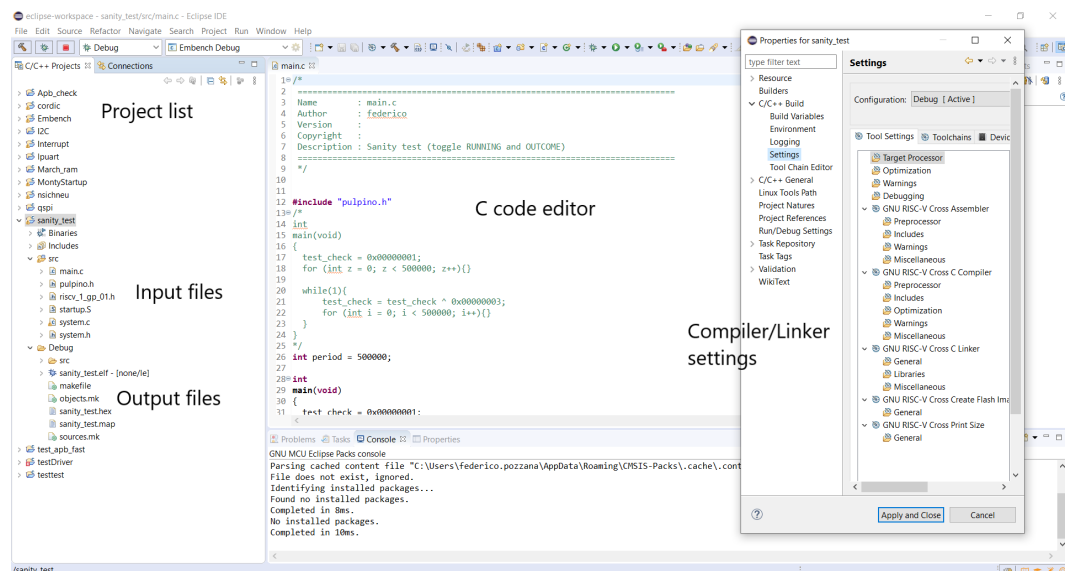 eclipse-workspace - sanity_test/src/main.c - Eclipse IDE
File Edit Source Refactor Navigate Search Project Run Window Help
Debug
Embench Debug
C/C++ Projects
Connections
Apb_check
cordic
Embench
I2C
Interrupt
Ipuart
March_ram
MontyStartup
nsichneu
qspi
sanity_test
Binaries
Includes
src
main.c
pulpino.h
riscv_1_gp_01.h
startup.S
system.c
system.h
Debug
src
sanity_test.elf - [none/le]
makefile
objects.mk
sanity_test.hex
sanity_test.map
sources.mk
test_apb_fast
testDriver
testtest
Project list
Input files
Output files
main.c
1 /*
2 ===========================================================================
3 Name : main.c
4 Author : federico
5 Version :
6 Copyright :
7 Description : Sanity test (toggle RUNNING and OUTCOME)
8 ===========================================================================
9 */
10
11
12 #include "pulpino.h"
13 /*
14 int
15 main(void)
16 {
17 test_check = 0x00000001;
18 for (int z = 0; z < 500000; z++){}
19
20 while(1){
21 test_check = test_check ^ 0x00000003;
22 for (int i = 0; i < 500000; i++){}
23 }
24 }
25 */
26 int period = 500000;
27
28 int
29 main(void)
30 {
31 test_check = 0x00000001;
C code editor
Problems Tasks Console Properties
GNU MCU Eclipse Packs console
Parsing cached content file "C:\Users\federico.pozzana\AppData\Roaming\CMSIS-Packs\.cache\.cont
File does not exist, ignored.
Identifying installed packages...
Found no installed packages.
Completed in 8ms.
No installed packages.
Completed in 10ms.
Properties for sanity_test
type filter text
Resource
Builders
C/C++ Build
Build Variables
Environment
Logging
Settings
Tool Chain Editor
C/C++ General
Linux Tools Path
Project Natures
Project References
Run/Debug Settings
Task Repository
Task Tags
Validation
WikiText
Compiler/Linker
settings
Settings
Configuration: Debug [ Active ]
Tool Settings Toolchains Devic
Target Processor
Optimization
Warnings
Debugging
GNU RISC-V Cross Assembler
Preprocessor
Includes
Warnings
Miscellaneous
GNU RISC-V Cross C Compiler
Preprocessor
Includes
Optimization
Warnings
Miscellaneous
GNU RISC-V Cross C Linker
General
Libraries
Miscellaneous
GNU RISC-V Cross Create Flash Ima
General
GNU RISC-V Cross Print Size
General
Apply and Close
Cancel
/sanity_test